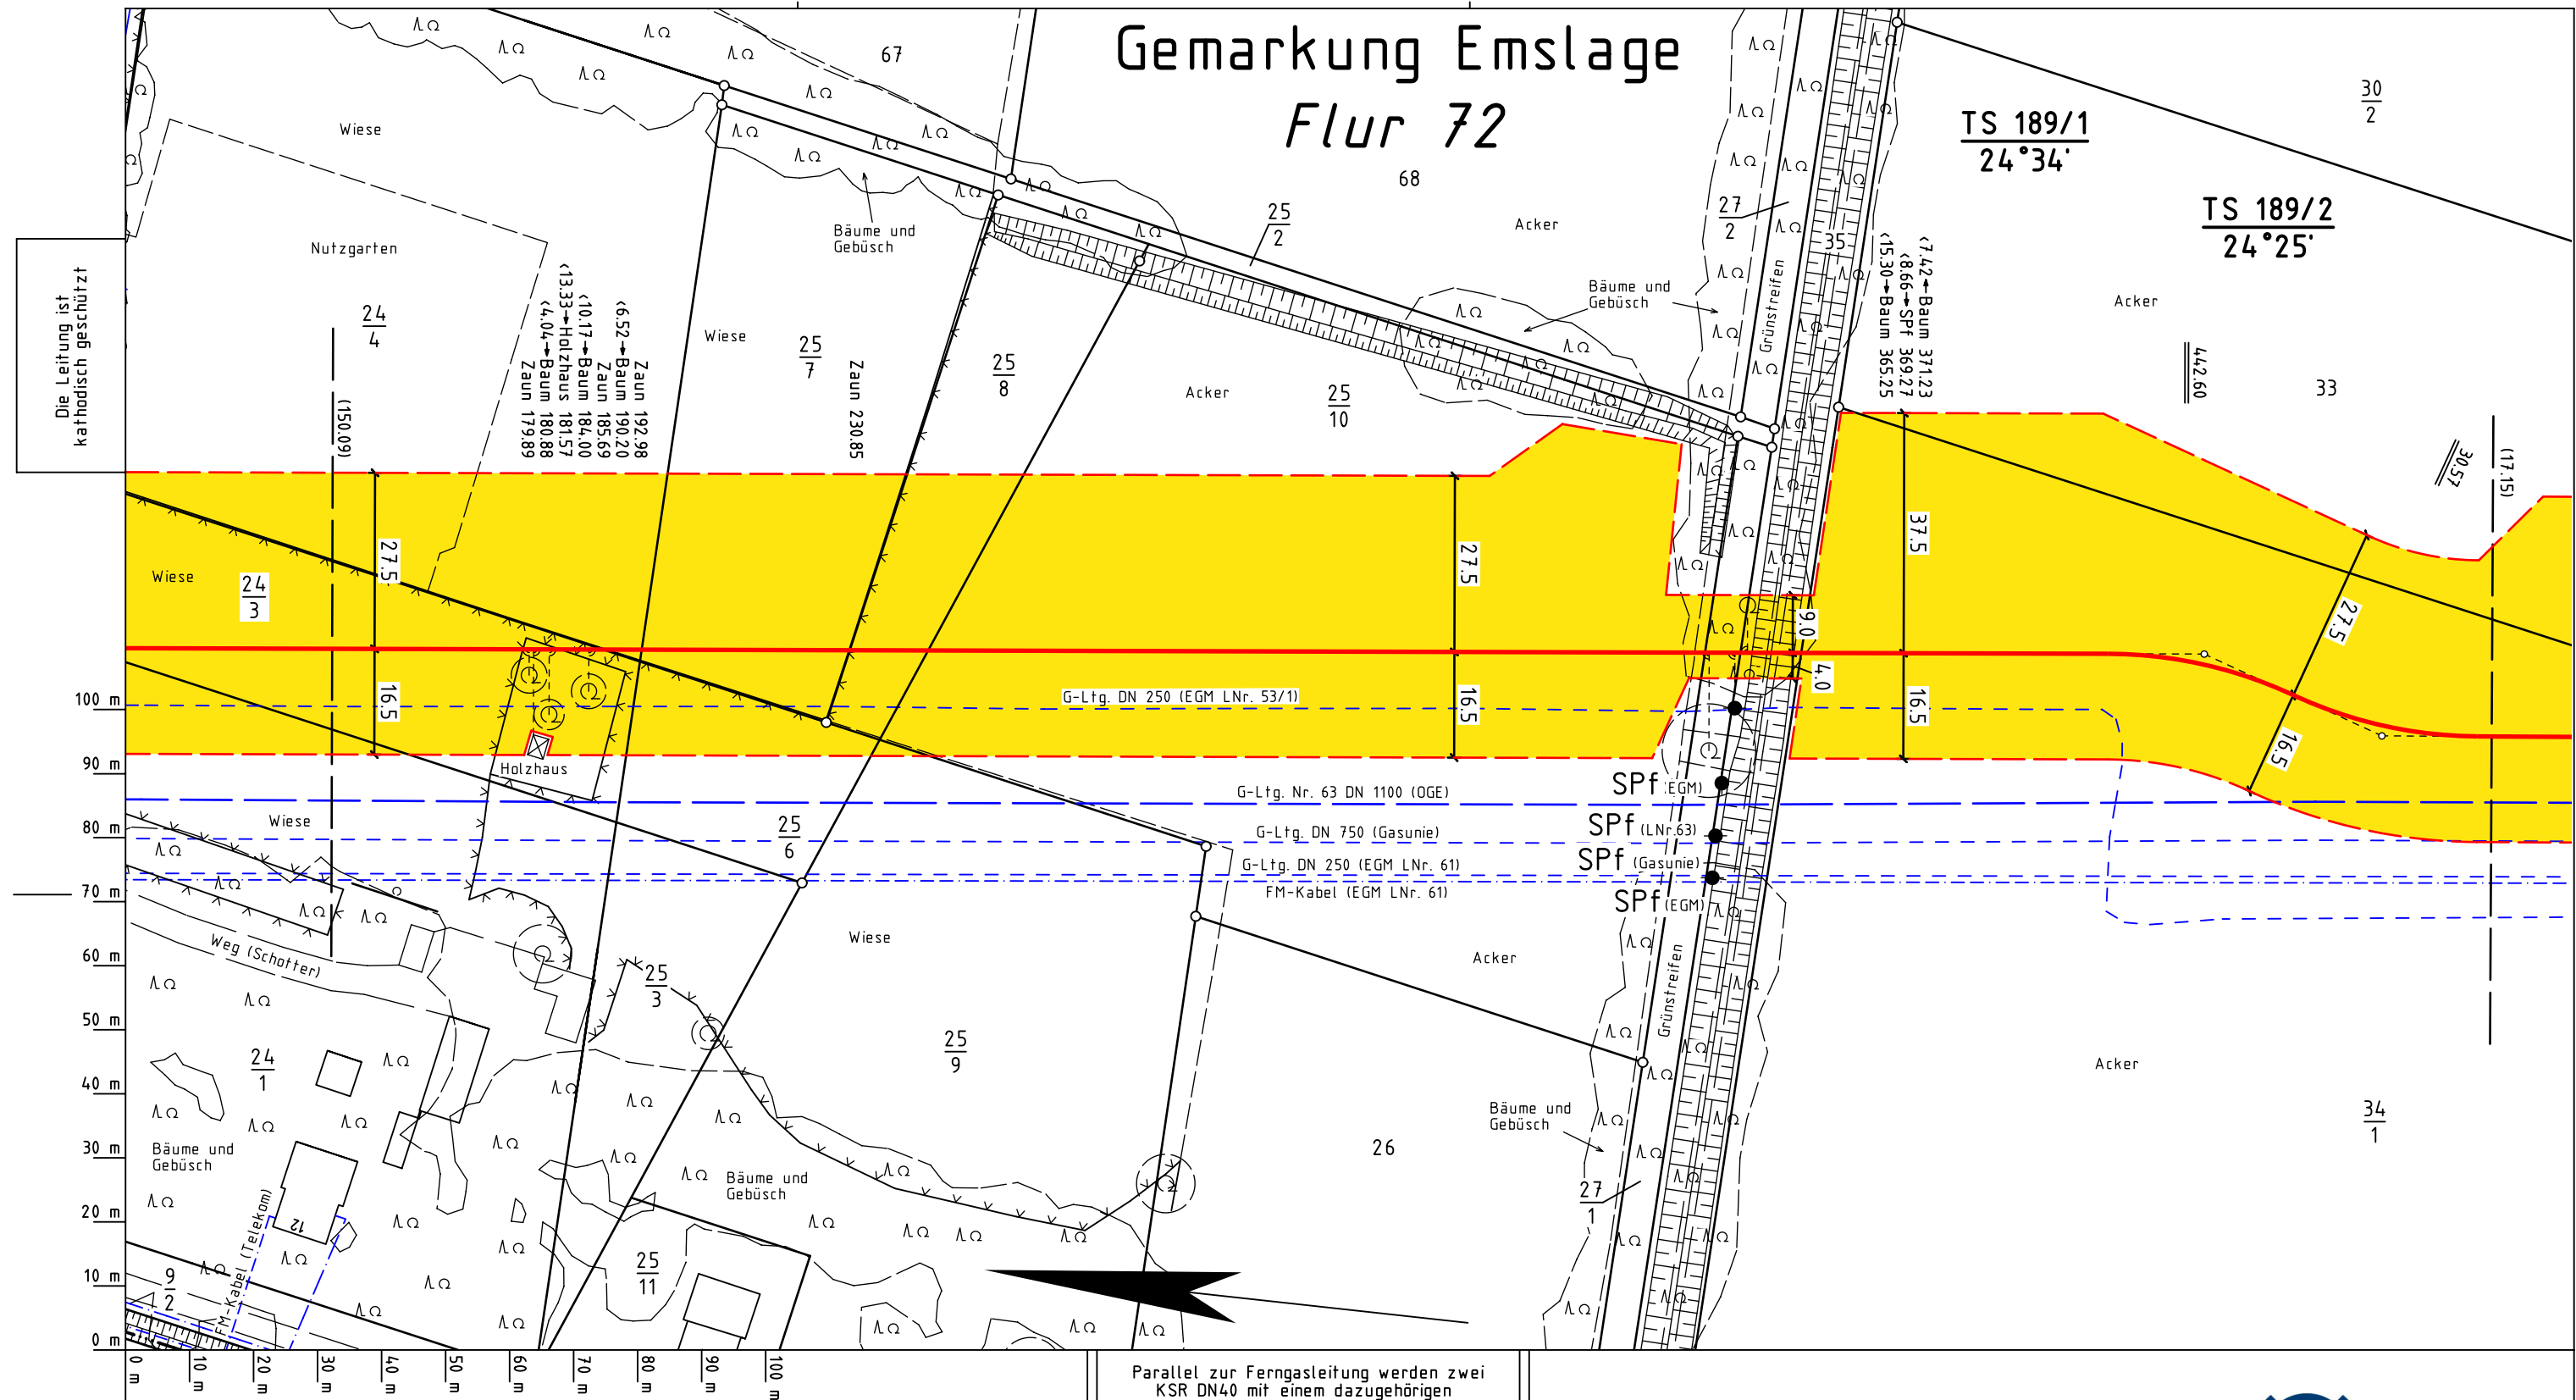 Gemarkung Emslage
Flur 72
67
68
Wiese
Nutzgarten
24
4
Bäume und
Gebüsch
25
2
Acker
27
2
35
Grünstreifen
Bäume und
Gebüsch
TS 189/1
24°34'
TS 189/2
24°25'
30
2
Acker
33
442.60
30.57
(17.15)
<7.42→Baum 371.23
<8.66→SPf 369.27
<15.30→Baum 365.25
Die Leitung ist
kathodisch geschützt
(150.09)
Zaun 192.98
<6.52→Baum 190.20
Zaun 185.69
<10.17→Baum 184.00
<13.33→Holzhaus 181.57
<4.04→Baum 180.88
Zaun 179.89
Wiese
25
7
Zaun 230.85
25
8
Acker
25
10
Wiese
24
3
27.5
16.5
27.5
16.5
9.0
4.0
37.5
16.5
27.5
16.5
G-Ltg. DN 250 (EGM LNr. 53/1)
Holzhaus
G-Ltg. Nr. 63 DN 1100 (OGE)
G-Ltg. DN 750 (Gasunie)
G-Ltg. DN 250 (EGM LNr. 61)
FM-Kabel (EGM LNr. 61)
SPf (EGM)
SPf (LNr.63)
SPf (Gasunie)
SPf (EGM)
Wiese
25
6
Weg (Schotter)
Wiese
25
3
25
9
Acker
Grünstreifen
Acker
34
1
24
1
Bäume und
Gebüsch
12
FM-Kabel (Telekom)
9
2
Bäume und
Gebüsch
25
11
26
Bäume und
Gebüsch
27
1
100 m
90 m
80 m
70 m
60 m
50 m
40 m
30 m
20 m
10 m
0 m
0 m
10 m
20 m
30 m
40 m
50 m
60 m
70 m
80 m
90 m
100 m
Parallel zur Ferngasleitung werden zwei
KSR DN40 mit einem dazugehörigen